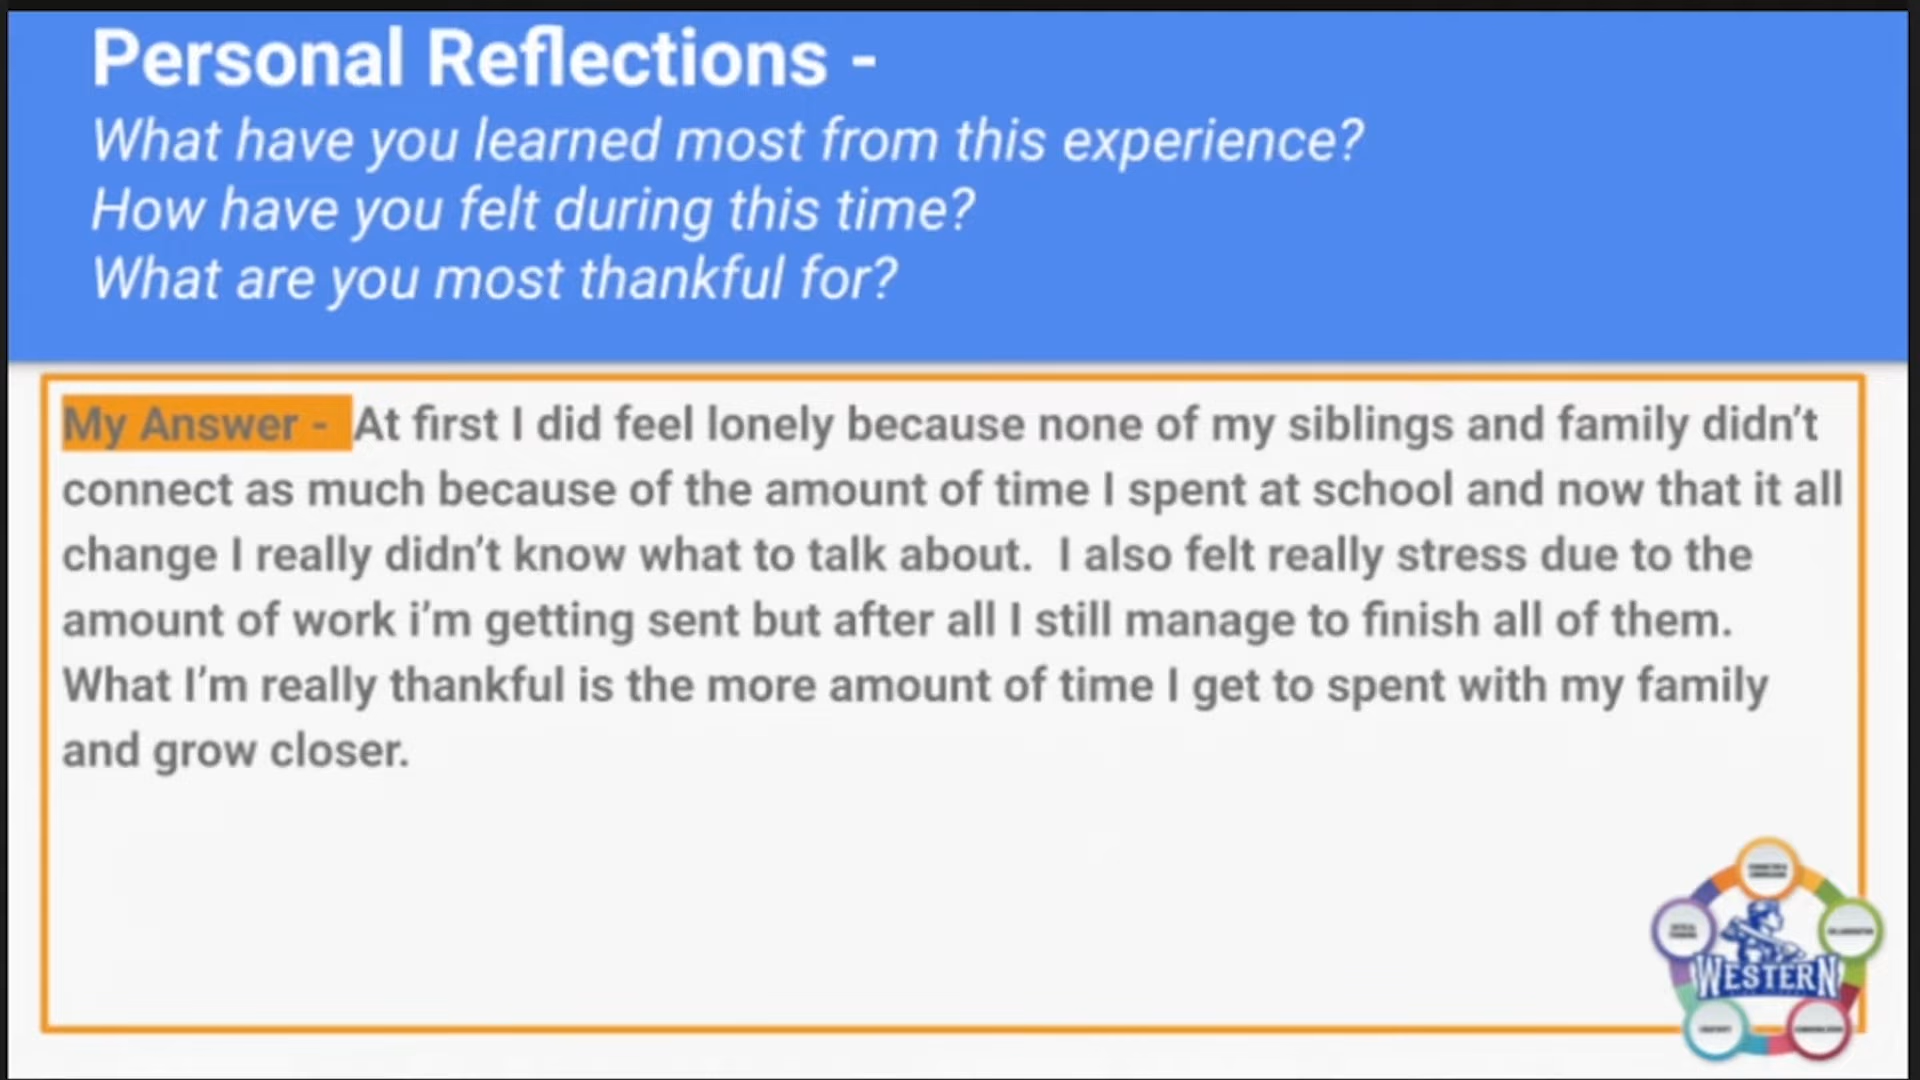 Personal Reflections -
What have you learned most from this experience?
How have you felt during this time?
What are you most thankful for?
My Answer - At first I did feel lonely because none of my siblings and family didn't
connect as much because of the amount of time I spent at school and now that it all
change I really didn't know what to talk about.  I also felt really stress due to the
amount of work i'm getting sent but after all I still manage to finish all of them.
What I'm really thankful is the more amount of time I get to spent with my family
and grow closer.
WESTERN